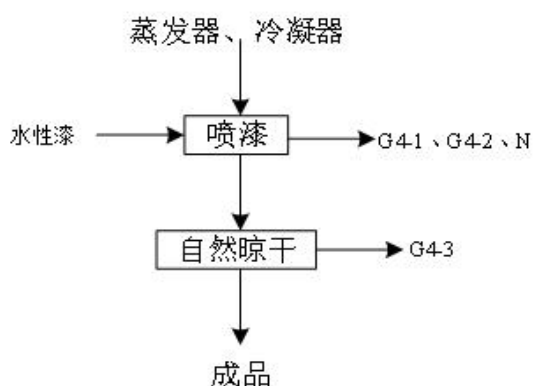 蒸发器、冷凝器
水性漆
喷漆
G4-1、G4-2、N
自然晾干
G4-3
成品